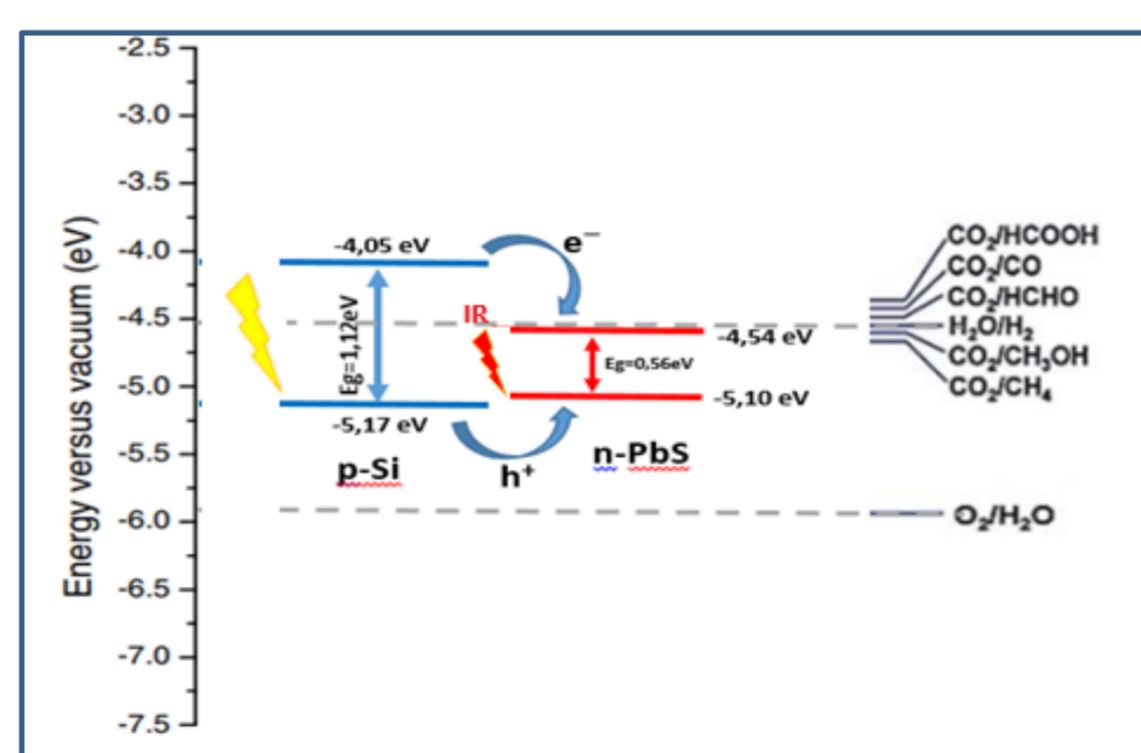 Energy versus vacuum (eV)
-2.5
-3.0
-3.5
-4.0
-4.5
-5.0
-5.5
-6.0
-6.5
-7.0
-7.5
-4,05 eV
Eg=1,12eV
-5,17 eV
p-Si
e⁻
h⁺
IR
-4,54 eV
Eg=0,56eV
-5,10 eV
n-PbS
CO₂/HCOOH
CO₂/CO
CO₂/HCHO
H₂O/H₂
CO₂/CH₃OH
CO₂/CH₄
O₂/H₂O